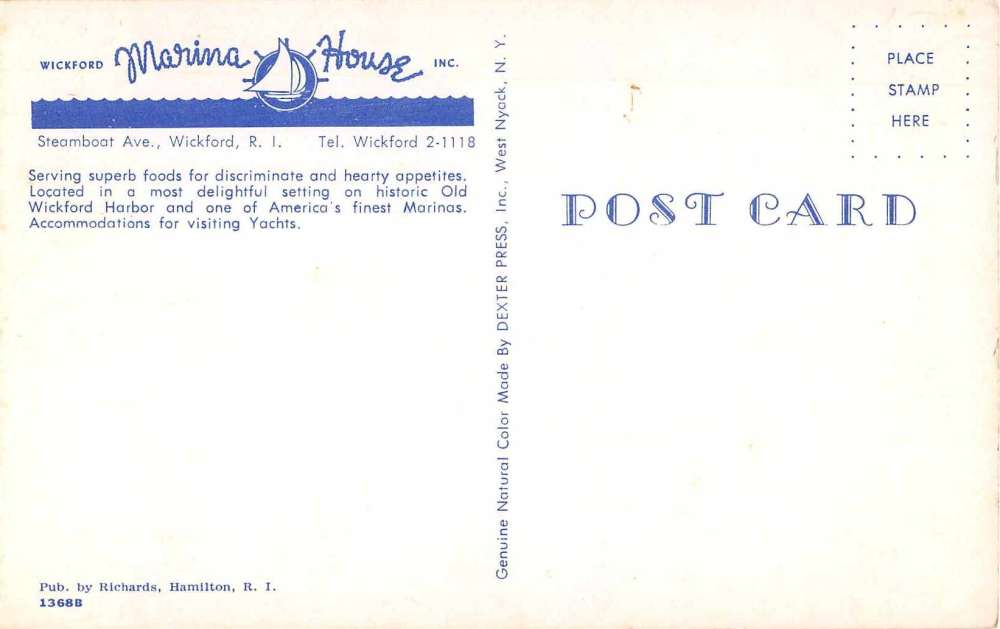 WICKFORD Marina House INC.
Steamboat Ave., Wickford, R. I. Tel. Wickford 2-1118
Serving superb foods for discriminate and hearty appetites.
Located in a most delightful setting on historic Old
Wickford Harbor and one of America's finest Marinas.
Accommodations for visiting Yachts.
Pub. by Richards, Hamilton, R. I.
1368B
Genuine Natural Color Made By DEXTER PRESS, Inc., West Nyack, N. Y.
PLACE
STAMP
HERE
POST CARD